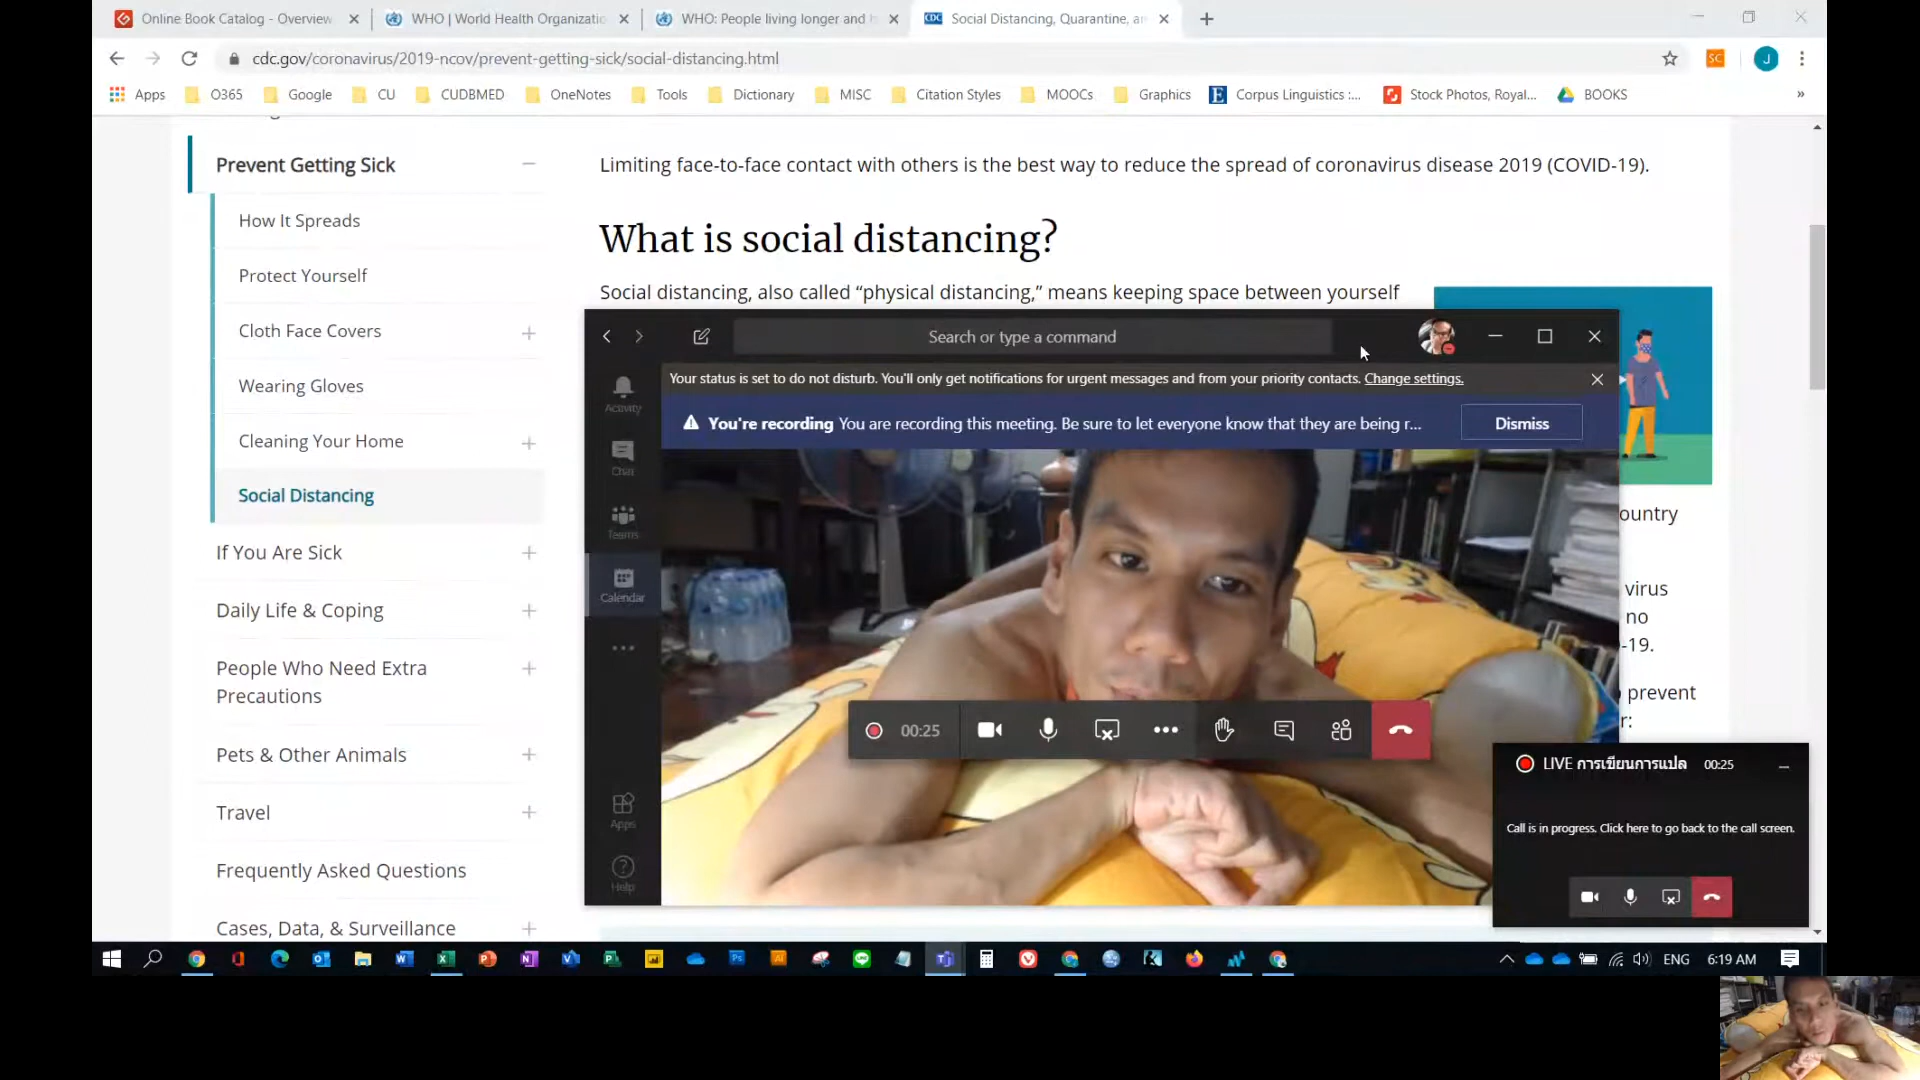 Online Book Catalog - Overview
WHO | World Health Organizatio
WHO: People living longer and h
Social Distancing, Quarantine, a
cdc.gov/coronavirus/2019-ncov/prevent-getting-sick/social-distancing.html
SC
J
Apps
O365
Google
CU
CUDBMED
OneNotes
Tools
Dictionary
MISC
Citation Styles
MOOCs
Graphics
Corpus Linguistics :...
Stock Photos, Royal...
BOOKS
»
Prevent Getting Sick
How It Spreads
Protect Yourself
Cloth Face Covers
Wearing Gloves
Cleaning Your Home
Social Distancing
If You Are Sick
Daily Life & Coping
People Who Need Extra
Precautions
Pets & Other Animals
Travel
Frequently Asked Questions
Cases, Data, & Surveillance
Limiting face-to-face contact with others is the best way to reduce the spread of coronavirus disease 2019 (COVID-19).
What is social distancing?
Social distancing, also called “physical distancing,” means keeping space between yourself
ountry
virus
no
-19.
prevent
r:
Search or type a command
Your status is set to do not disturb. You'll only get notifications for urgent messages and from your priority contacts. Change settings.
You're recording You are recording this meeting. Be sure to let everyone know that they are being r...
Dismiss
Activity
Chat
Teams
Calendar
Apps
Help
00:25
LIVE การเขียนการแปล 00:25
Call is in progress. Click here to go back to the call screen.
ENG
6:19 AM